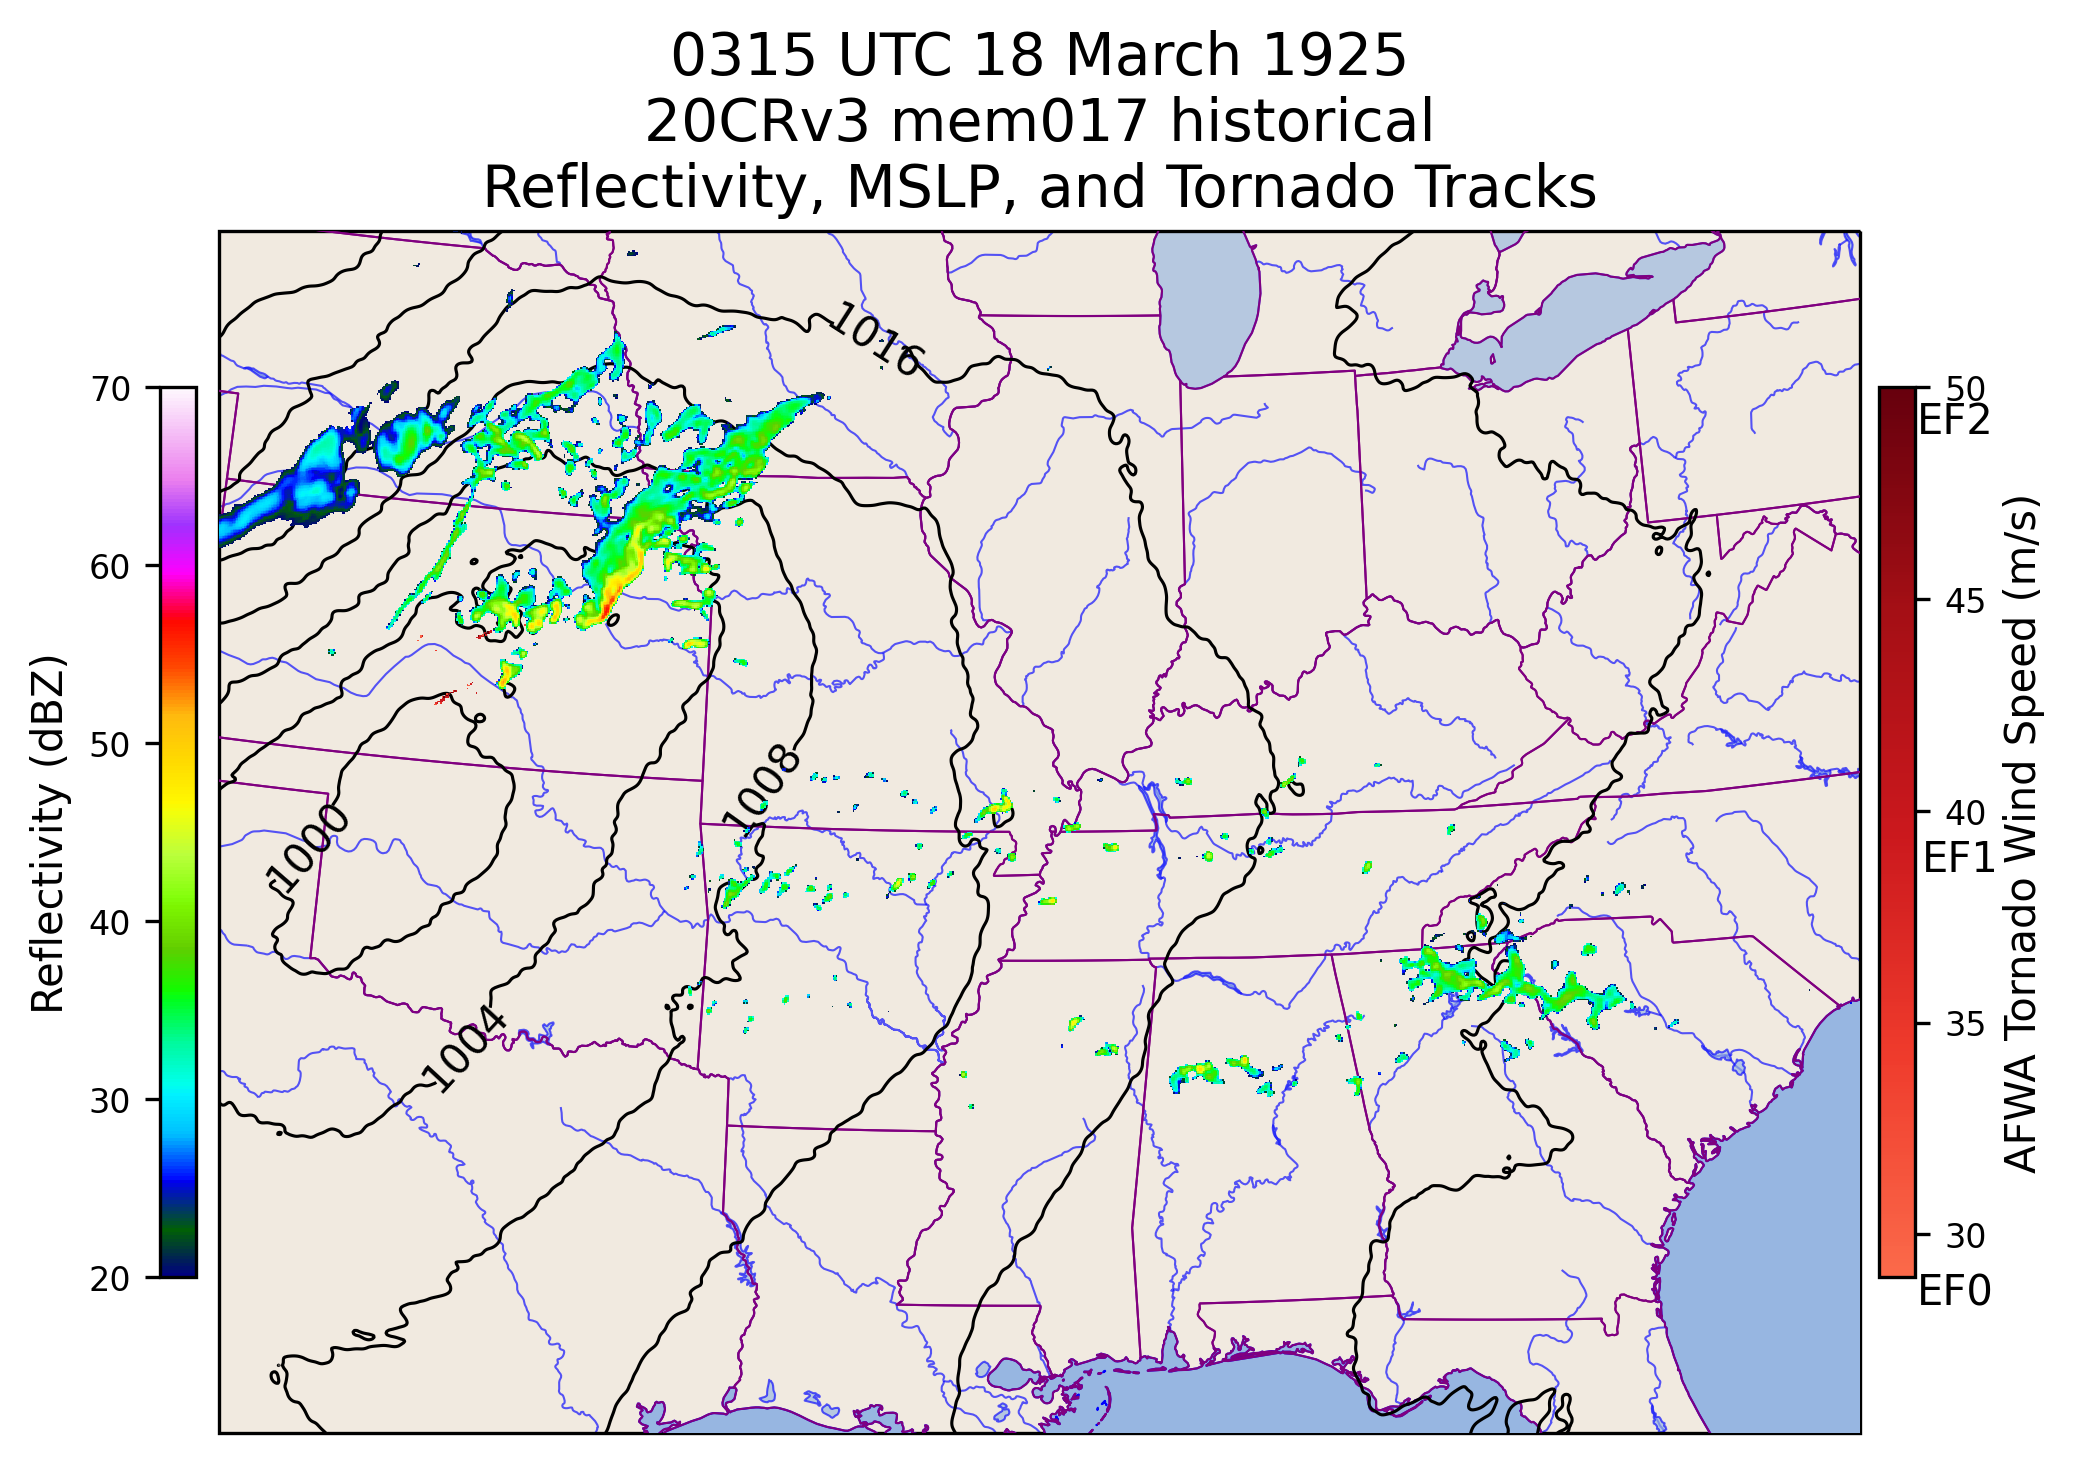 0315 UTC 18 March 1925
20CRv3 mem017 historical
Reflectivity, MSLP, and Tornado Tracks
1016
1008
1000
1004
Reflectivity (dBZ)
70
60
50
40
30
20
50
EF2
45
40
EF1
35
30
EF0
AFWA Tornado Wind Speed (m/s)